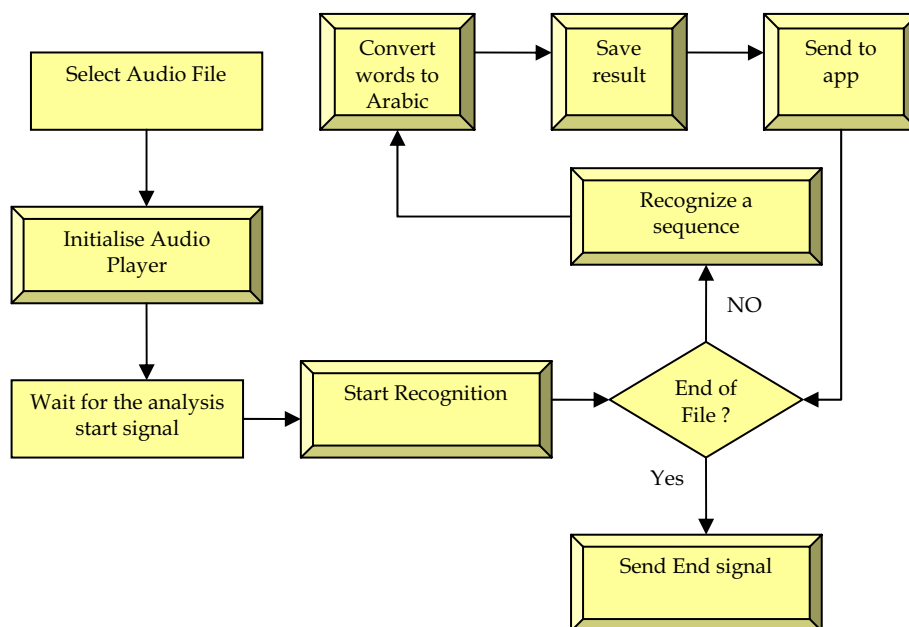 Select Audio File
Initialise Audio
Player
Wait for the analysis
start signal
Start Recognition
End of
File ?
NO
Recognize a
sequence
Convert
words to
Arabic
Save
result
Send to
app
Yes
Send End signal